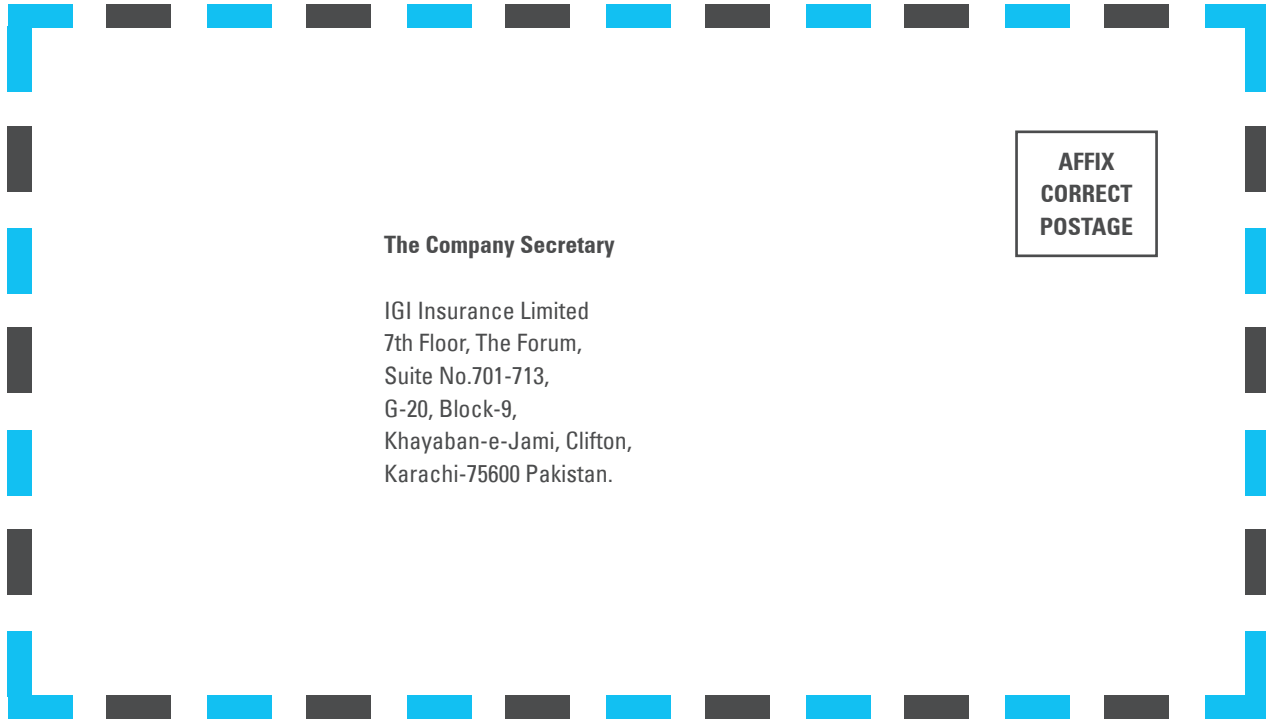 AFFIX
CORRECT
POSTAGE
The Company Secretary
IGI Insurance Limited
7th Floor, The Forum,
Suite No.701-713,
G-20, Block-9,
Khayaban-e-Jami, Clifton,
Karachi-75600 Pakistan.